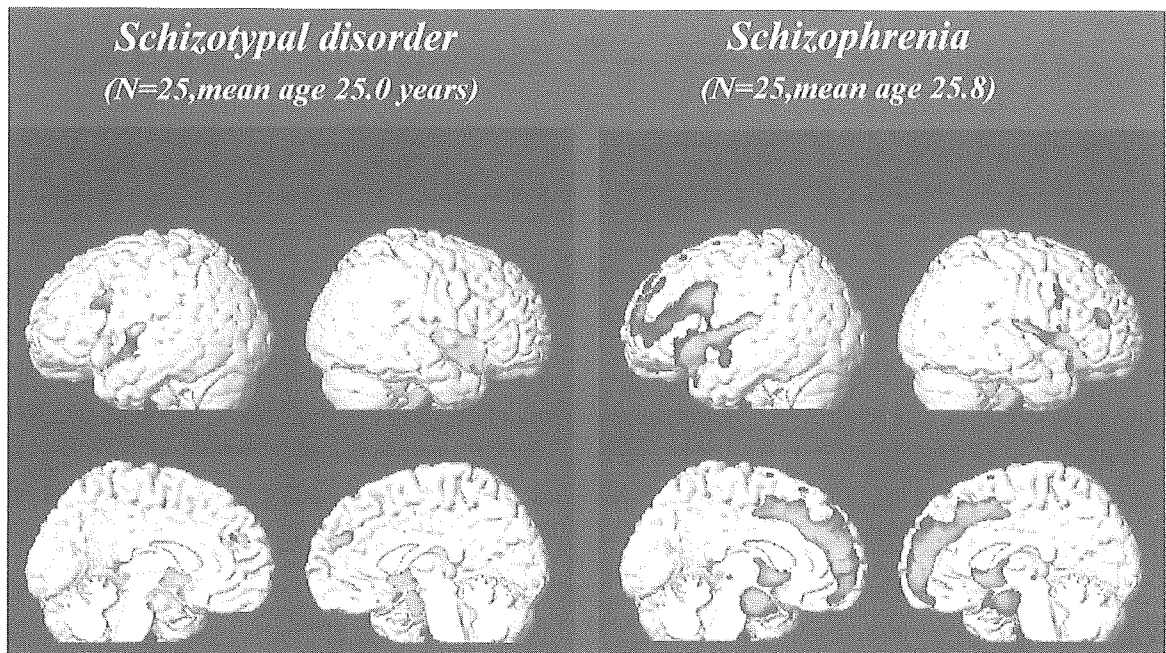 Schizotypal disorder
(N=25,mean age 25.0 years)
Schizophrenia
(N=25,mean age 25.8)